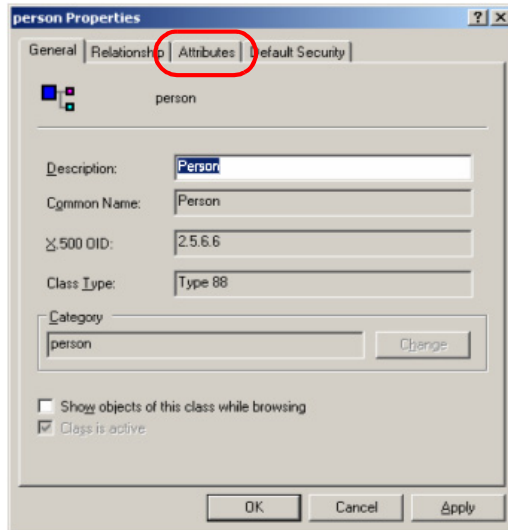 person Properties ? x
General Relationship Attributes Default Security
person
Description: Person
Common Name: Person
X.500 OID: 2.5.6.6
Class Type: Type 88
Category
person Change
Show objects of this class while browsing
Class is active
OK Cancel Apply